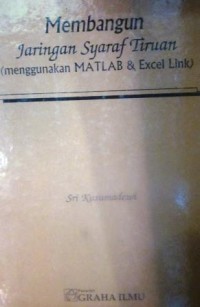 Membangun
Jaringan Syaraf Tiruan
(menggunakan MATLAB & Excel Link)
Sri Kusumadewi
GRAHA ILMU